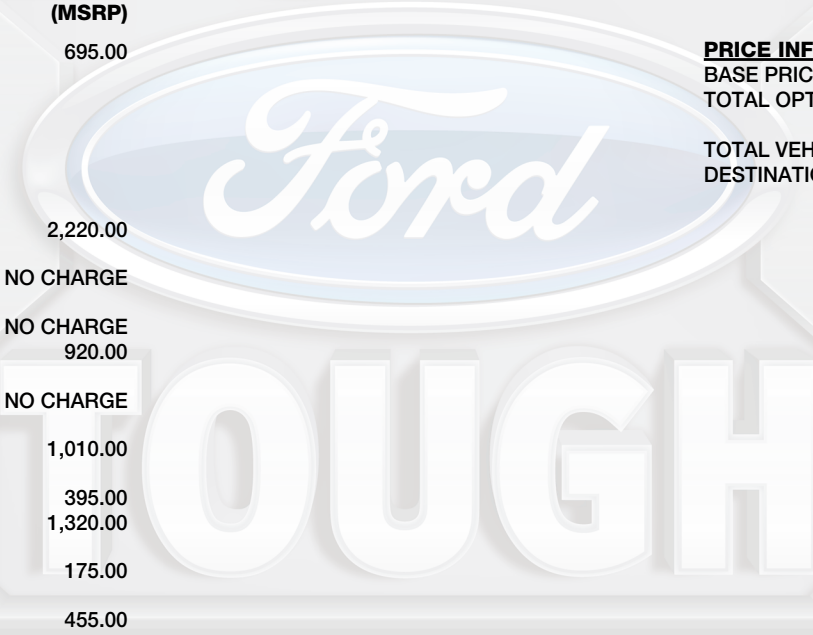 (MSRP)
695.00
2,220.00
NO CHARGE
NO CHARGE
920.00
NO CHARGE
1,010.00
395.00
1,320.00
175.00
455.00
PRICE INF
BASE PRIC
TOTAL OPT
TOTAL VEH
DESTINATIO
Ford
TOUGH